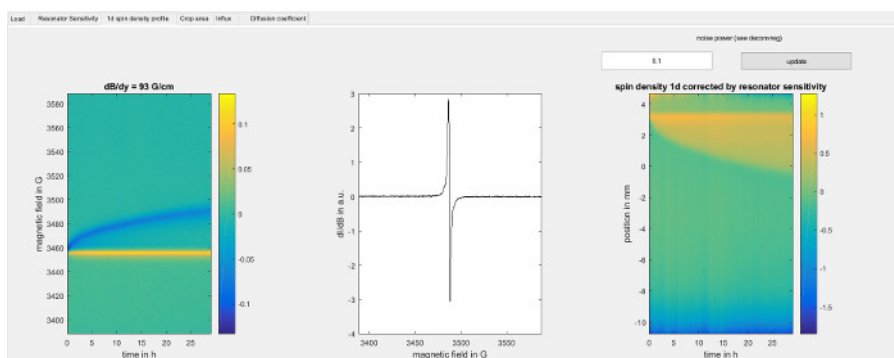 Load Resonator Sensitivity 1d spin density profile Crop area Influx Diffusion coefficient
noise power (see deconvreg)
0.1 update
dB/dy = 93 G/cm
spin density 1d corrected by resonator sensitivity
magnetic field in G
3580
3560
3540
3520
3500
3480
3460
3440
3420
3400
0 5 10 15 20 25
time in h
0.1
0.05
0
-0.05
-0.1
dI/dB in a.u.
3
2
1
0
-1
-2
-3
-4
3400 3450 3500 3550
magnetic field in G
position in mm
4
2
0
-2
-4
-6
-8
-10
0 5 10 15 20 25
time in h
1
0.5
0
-0.5
-1
-1.5